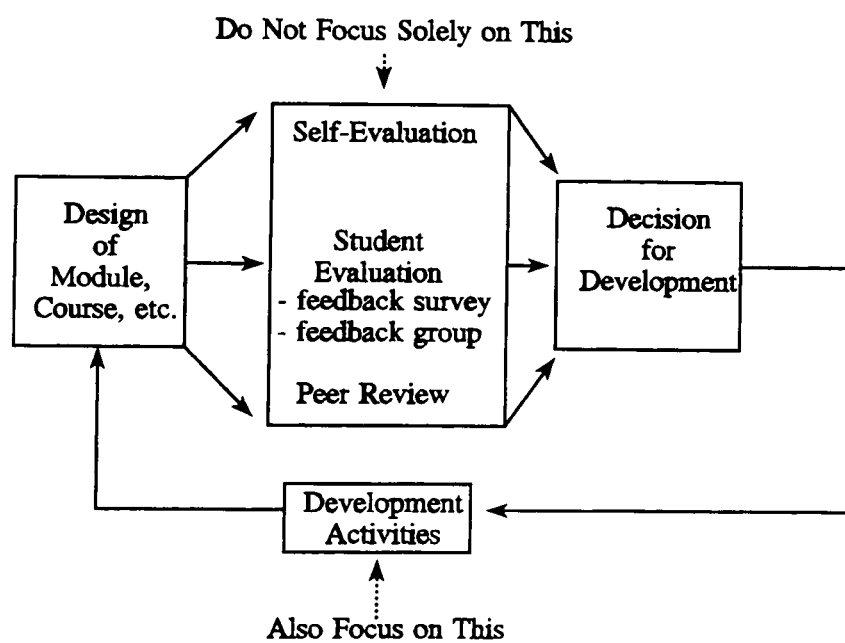 Do Not Focus Solely on This
Self-Evaluation
Design
of
Module,
Course, etc.
Student
Evaluation
- feedback survey
- feedback group
Peer Review
Decision
for
Development
Development
Activities
Also Focus on This